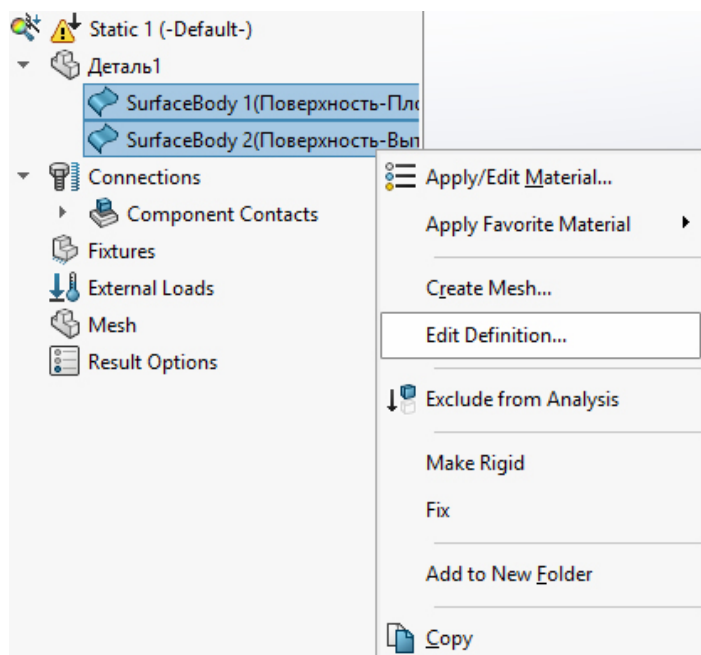 Static 1 (-Default-)
Деталь1
SurfaceBody 1(Поверхность-Пло
SurfaceBody 2(Поверхность-Выт
Connections
Component Contacts
Fixtures
External Loads
Mesh
Result Options
Apply/Edit Material...
Apply Favorite Material
Create Mesh...
Edit Definition...
Exclude from Analysis
Make Rigid
Fix
Add to New Folder
Copy